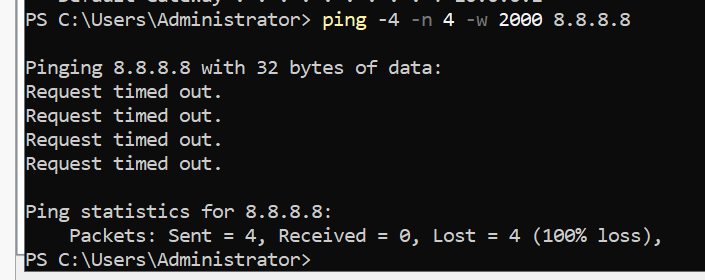 PS C:\Users\Administrator> ping -4 -n 4 -w 2000 8.8.8.8
Pinging 8.8.8.8 with 32 bytes of data:
Request timed out.
Request timed out.
Request timed out.
Request timed out.
Ping statistics for 8.8.8.8:
    Packets: Sent = 4, Received = 0, Lost = 4 (100% loss),
PS C:\Users\Administrator>